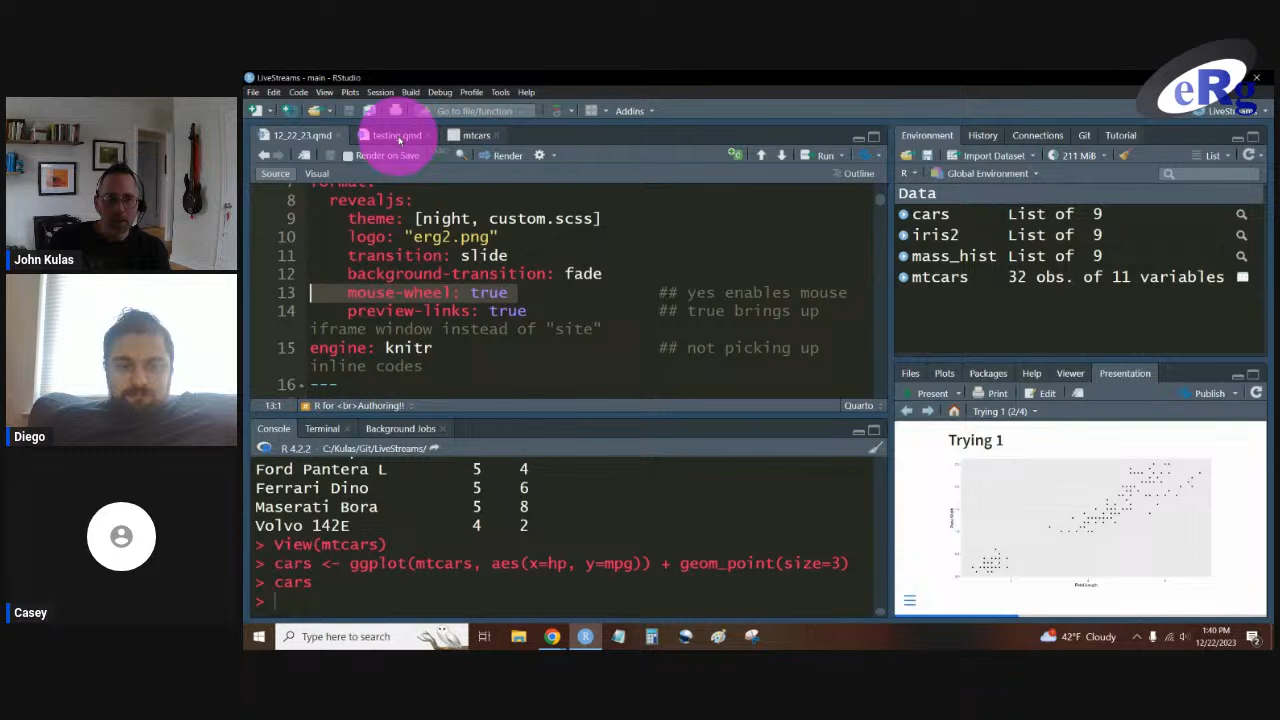 LiveStreams - main - RStudio
File Edit Code View Plots Session Build Debug Profile Tools Help
Go to file/function
Addins
LiveStreams
eRg
12_22_23.qmd
testing.qmd
mtcars
Render on Save
Render
Run
Source
Visual
Outline
7 format:
8 revealjs:
9 theme: [night, custom.scss]
10 logo: "erg2.png"
11 transition: slide
12 background-transition: fade
13 mouse-wheel: true ## yes enables mouse
14 preview-links: true ## true brings up
iframe window instead of "site"
15 engine: knitr ## not picking up
inline codes
16 ---
13:1
R for <br>Authoring!!
Quarto
Console
Terminal
Background Jobs
R 4.2.2 · C:/Kulas/Git/LiveStreams/
Ford Pantera L 5 4
Ferrari Dino 5 6
Maserati Bora 5 8
Volvo 142E 4 2
> View(mtcars)
> cars <- ggplot(mtcars, aes(x=hp, y=mpg)) + geom_point(size=3)
> cars
>
Environment
History
Connections
Git
Tutorial
Import Dataset
211 MiB
List
R
Global Environment
Data
cars List of 9
iris2 List of 9
mass_hist List of 9
mtcars 32 obs. of 11 variables
Files
Plots
Packages
Help
Viewer
Presentation
Present
Print
Edit
Publish
Trying 1 (2/4)
Trying 1
Petal Length
John Kulas
Diego
Casey
Type here to search
42°F Cloudy
1:40 PM
12/22/2023
2